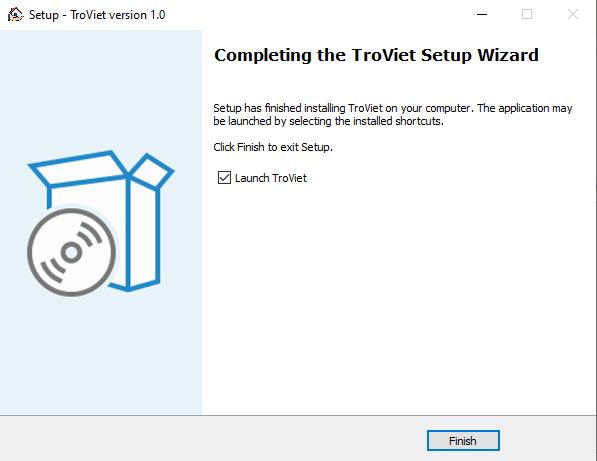 Setup - TroViet version 1.0
Completing the TroViet Setup Wizard
Setup has finished installing TroViet on your computer. The application may
be launched by selecting the installed shortcuts.
Click Finish to exit Setup.
Launch TroViet
Finish